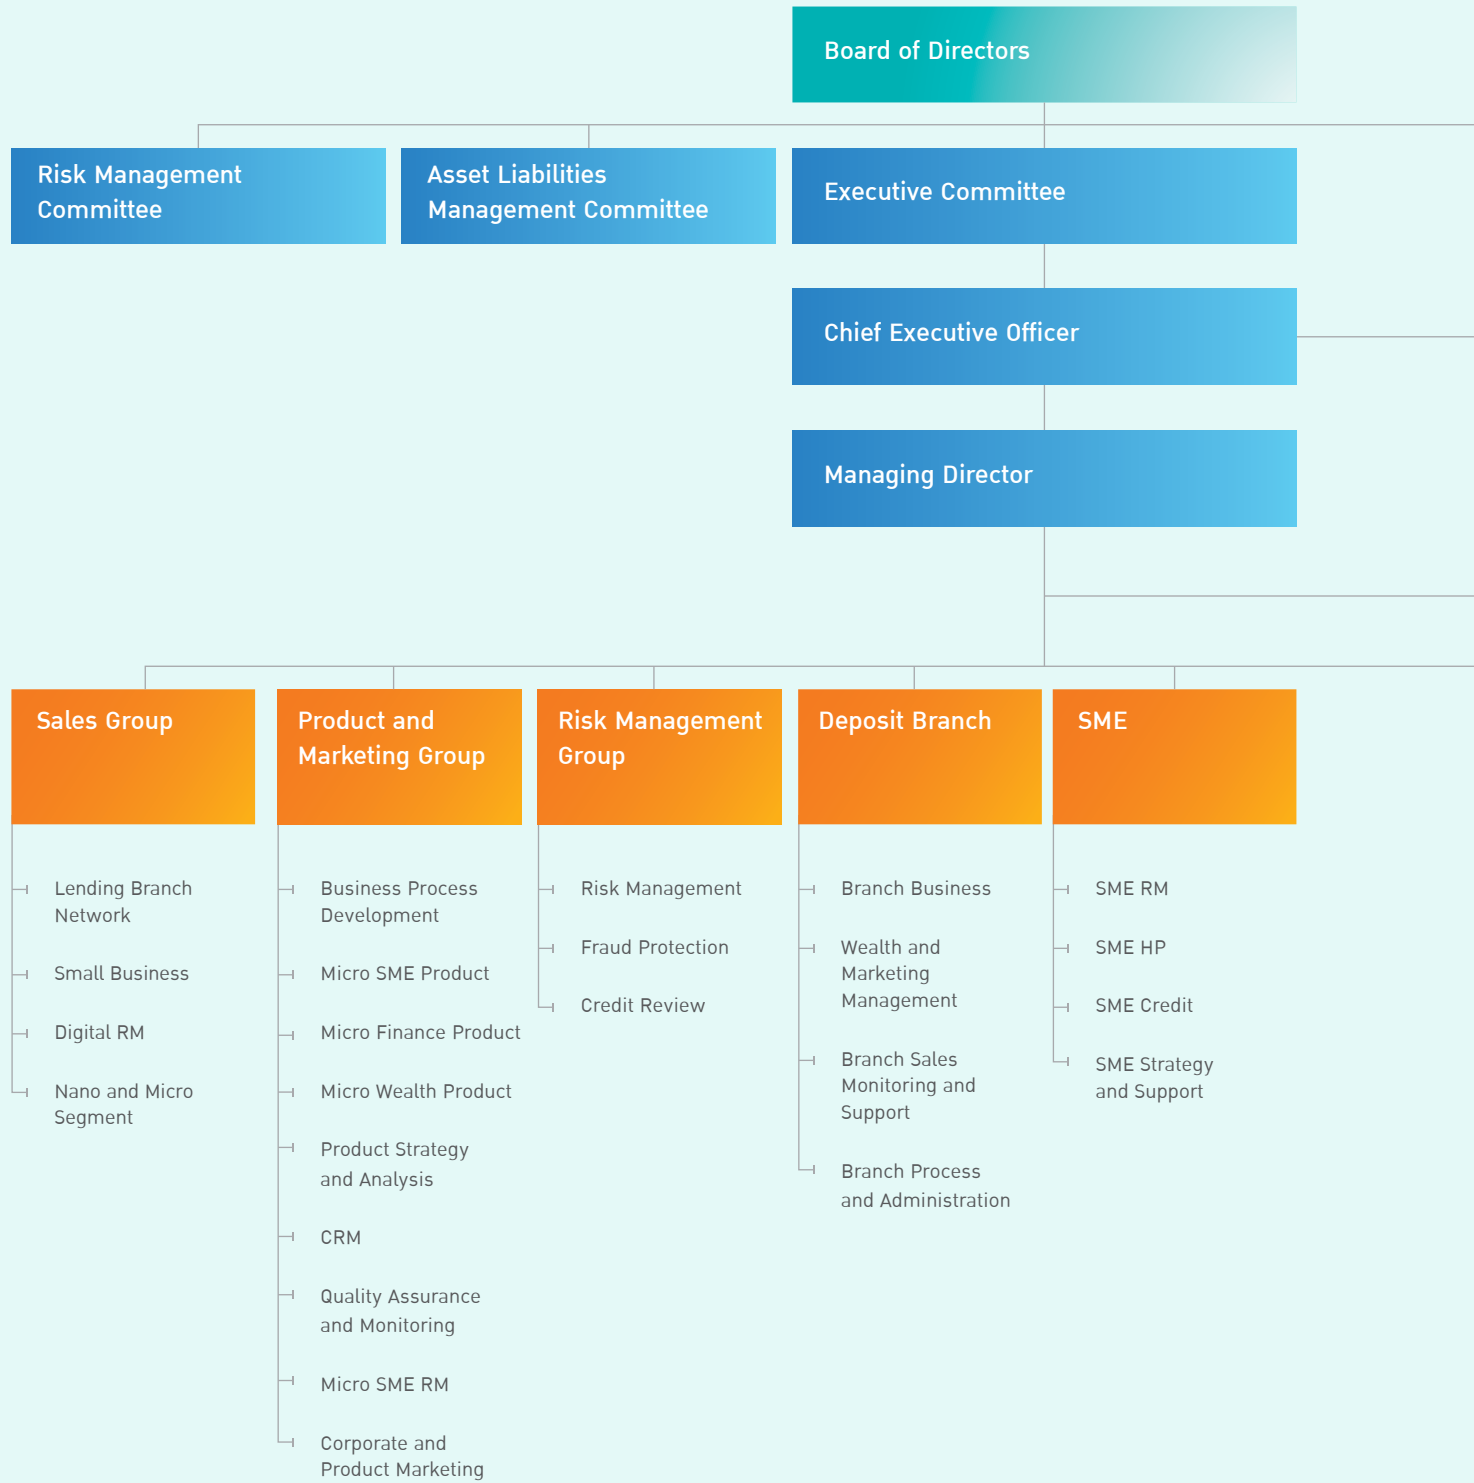 Board of Directors
Risk Management
Committee
Asset Liabilities
Management Committee
Executive Committee
Chief Executive Officer
Managing Director
Sales Group
Lending Branch
Network
Small Business
Digital RM
Nano and Micro
Segment
Product and
Marketing Group
Business Process
Development
Micro SME Product
Micro Finance Product
Micro Wealth Product
Product Strategy
and Analysis
CRM
Quality Assurance
and Monitoring
Micro SME RM
Corporate and
Product Marketing
Risk Management
Group
Risk Management
Fraud Protection
Credit Review
Deposit Branch
Branch Business
Wealth and
Marketing
Management
Branch Sales
Monitoring and
Support
Branch Process
and Administration
SME
SME RM
SME HP
SME Credit
SME Strategy
and Support